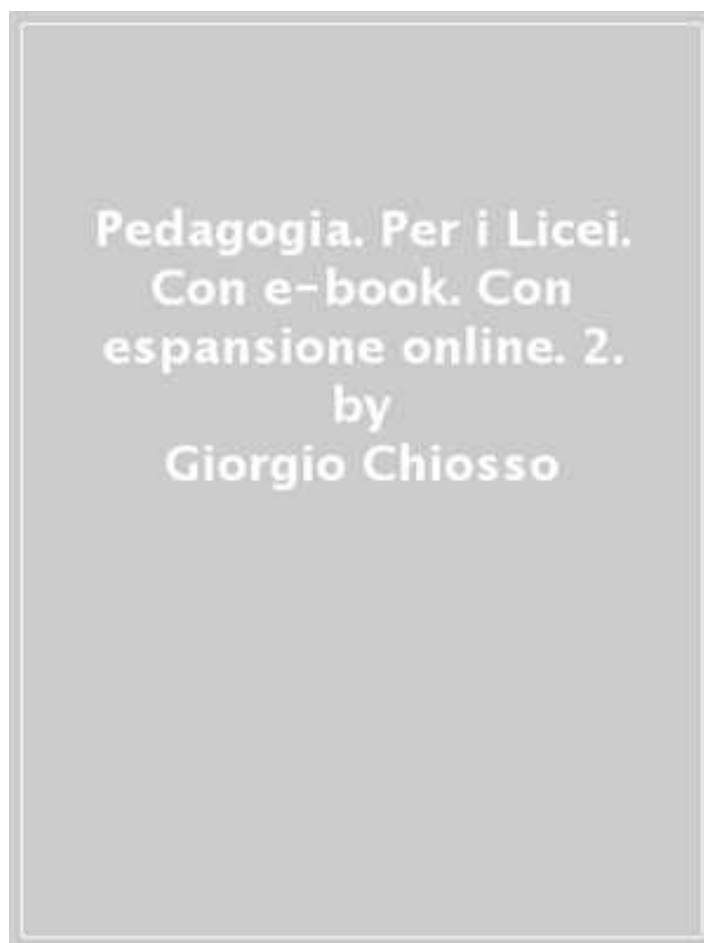 Pedagogia. Per i Licei.
Con e-book. Con
espansione online. 2.
by
Giorgio Chiosso